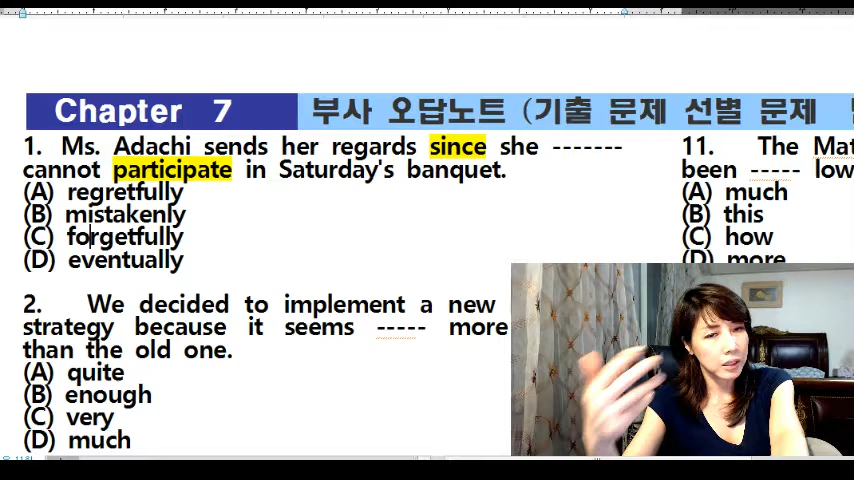 Chapter 7
부사 오답노트 (기출 문제 선별 문제
1. Ms. Adachi sends her regards since she -------
cannot participate in Saturday's banquet.
(A) regretfully
(B) mistakenly
(C) forgetfully
(D) eventually
2. We decided to implement a new
strategy because it seems ----- more
than the old one.
(A) quite
(B) enough
(C) very
(D) much
11. The Mat
been ----- low
(A) much
(B) this
(C) how
(D) more